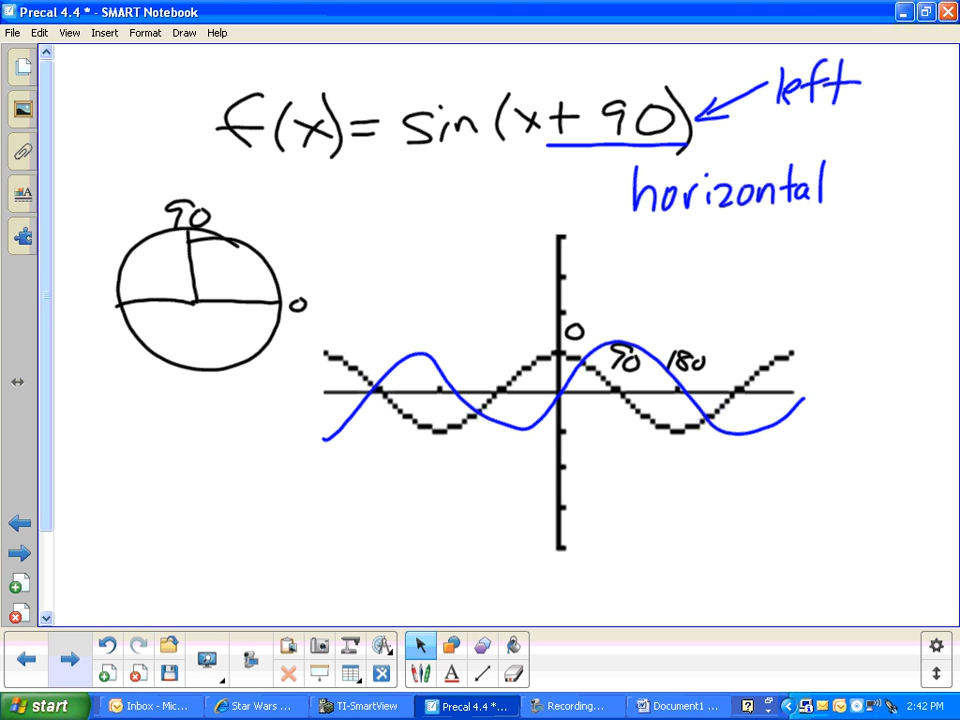 Precal 4.4 * - SMART Notebook
File Edit View Insert Format Draw Help
left
f(x)= sin(x+90)
horizontal
90
0
0
90
180
start
Inbox - Mic...
Star Wars ...
TI-SmartView
Precal 4.4 *...
Recording...
Document1 ...
2:42 PM